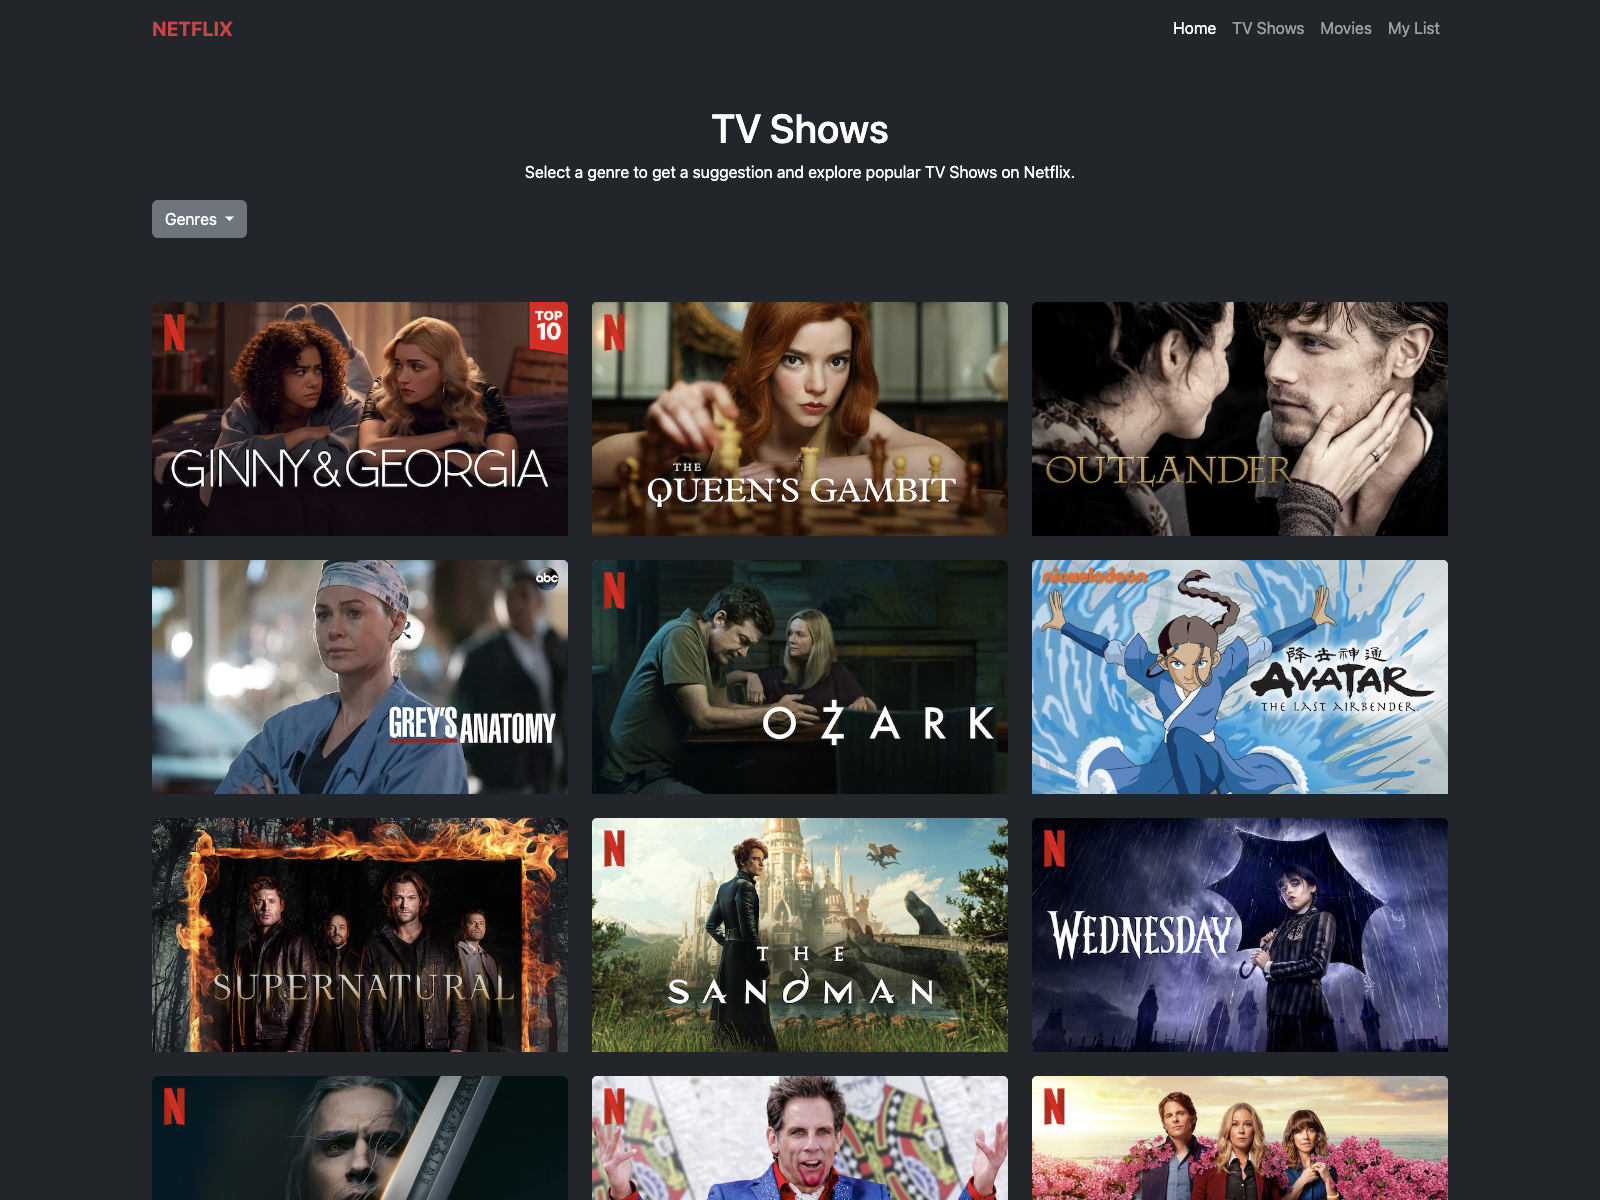 NETFLIX
Home TV Shows Movies My List
TV Shows
Select a genre to get a suggestion and explore popular TV Shows on Netflix.
Genres
N
TOP
10
GINNY & GEORGIA
N
THE
QUEEN'S GAMBIT
OUTLANDER
abc
GREY'S ANATOMY
N
OZARK
nickelodeon
降去神通
AVATAR
THE LAST AIRBENDER
SUPERNATURAL
N
THE
SANDMAN
N
WEDNESDAY
N
N
N